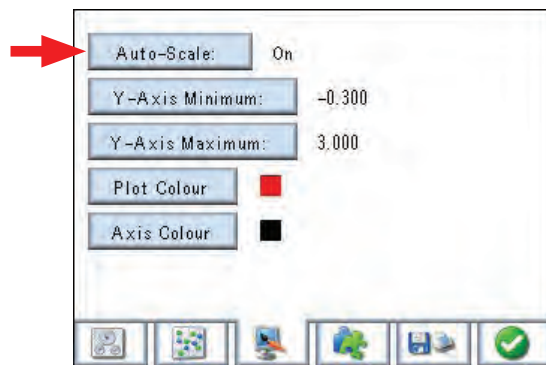 Auto-Scale: On
Y-Axis Minimum: -0.300
Y-Axis Maximum: 3.000
Plot Colour
Axis Colour